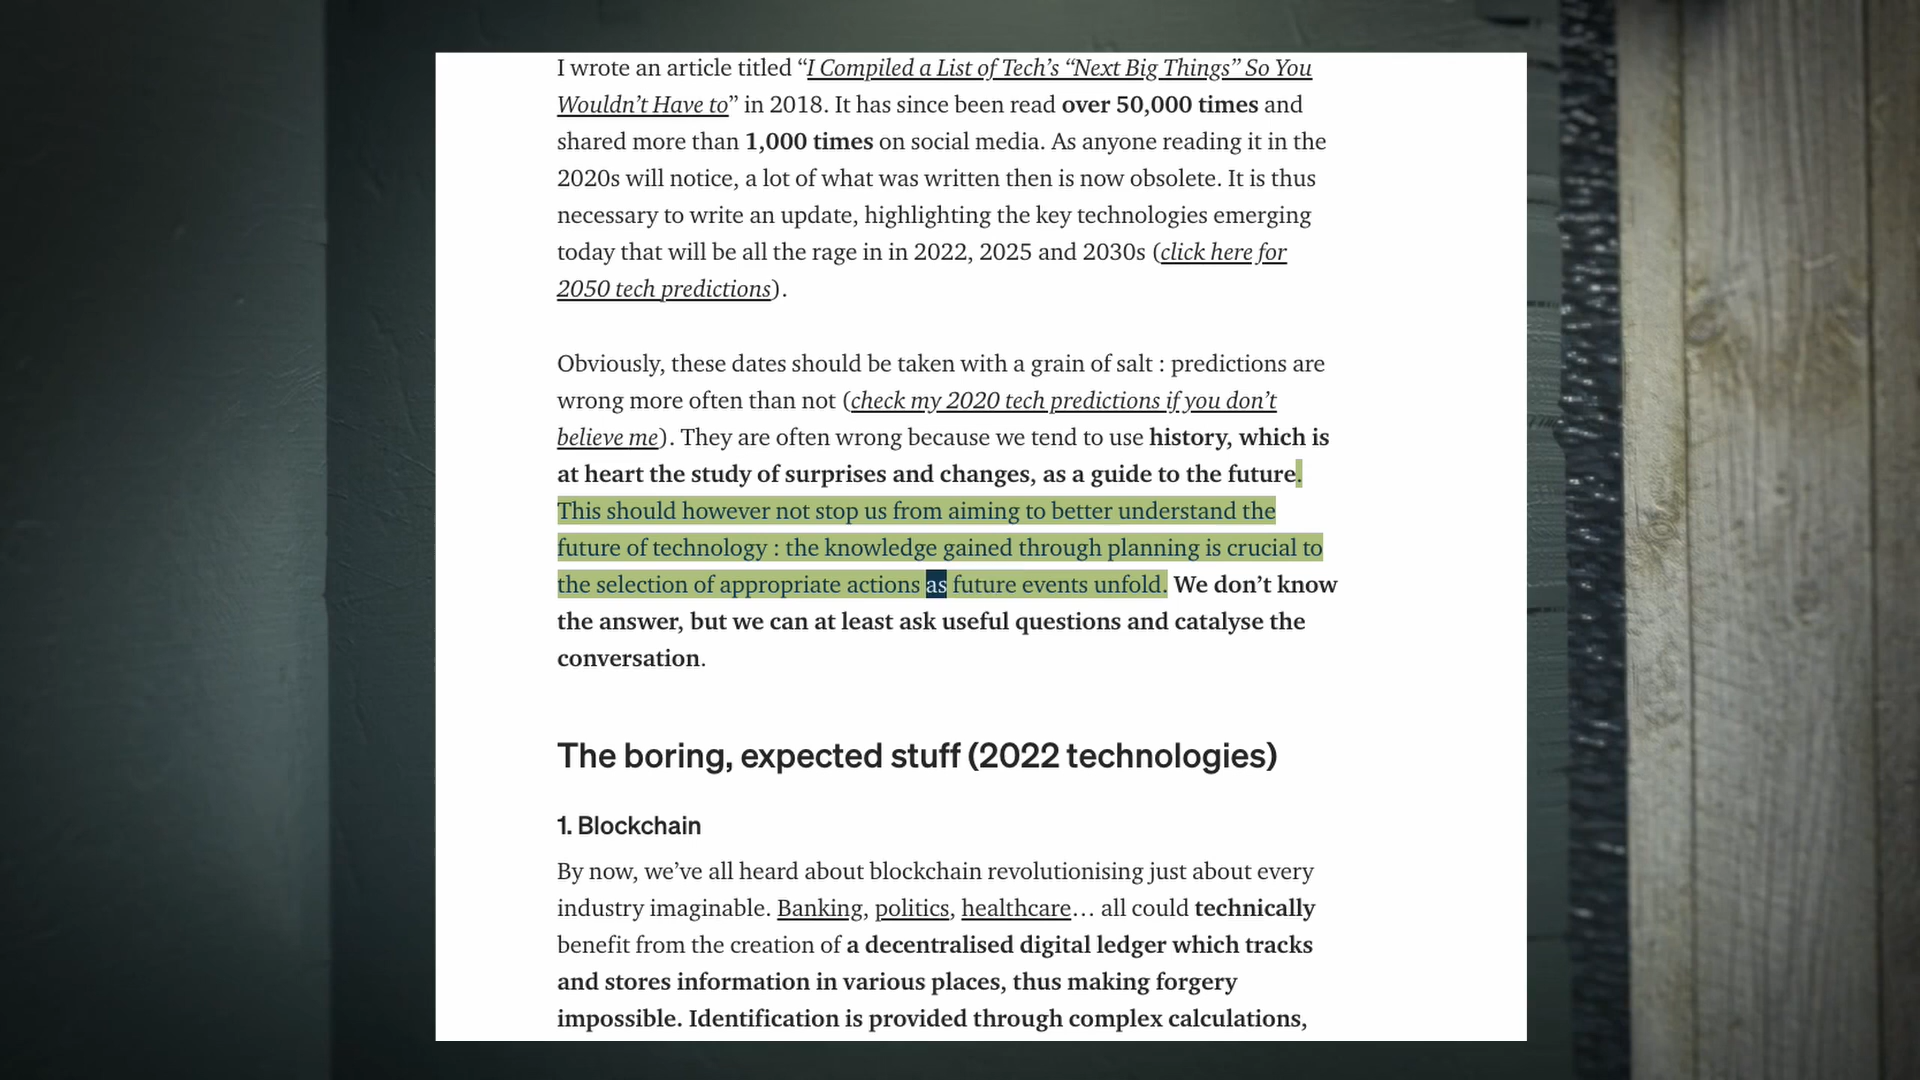 I wrote an article titled “I Compiled a List of Tech’s “Next Big Things” So You
Wouldn’t Have to” in 2018. It has since been read over 50,000 times and
shared more than 1,000 times on social media. As anyone reading it in the
2020s will notice, a lot of what was written then is now obsolete. It is thus
necessary to write an update, highlighting the key technologies emerging
today that will be all the rage in in 2022, 2025 and 2030s (click here for
2050 tech predictions).
Obviously, these dates should be taken with a grain of salt : predictions are
wrong more often than not (check my 2020 tech predictions if you don’t
believe me). They are often wrong because we tend to use history, which is
at heart the study of surprises and changes, as a guide to the future.
This should however not stop us from aiming to better understand the
future of technology : the knowledge gained through planning is crucial to
the selection of appropriate actions as future events unfold. We don’t know
the answer, but we can at least ask useful questions and catalyse the
conversation.
The boring, expected stuff (2022 technologies)
1. Blockchain
By now, we’ve all heard about blockchain revolutionising just about every
industry imaginable. Banking, politics, healthcare… all could technically
benefit from the creation of a decentralised digital ledger which tracks
and stores information in various places, thus making forgery
impossible. Identification is provided through complex calculations,